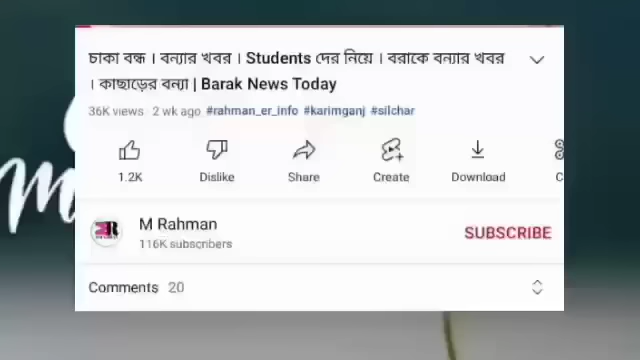 চাকা বন্ধ । বন্যার খবর । Students দের নিয়ে । বরাকে বন্যার খবর
। কাছাড়ের বন্যা | Barak News Today
36K views 2 wk ago #rahman_er_info #karimganj #silchar
1.2K Dislike Share Create Download
M Rahman
116K subscribers
SUBSCRIBE
Comments 20